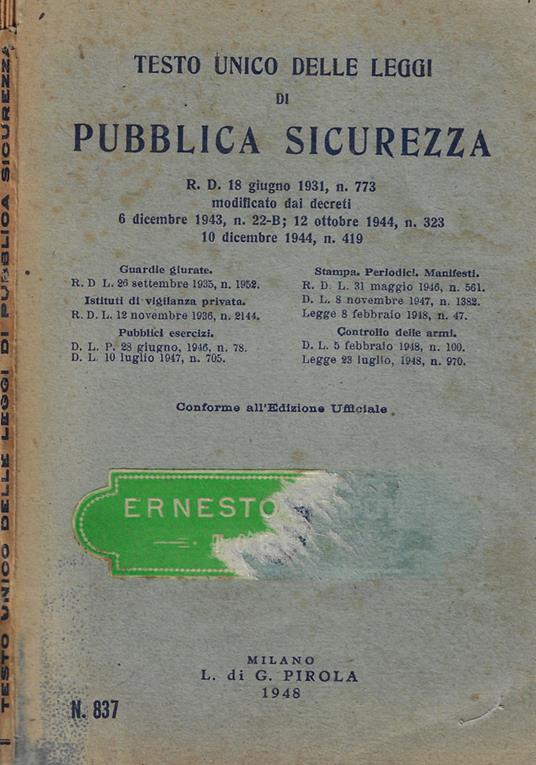 TESTO UNICO DELLE LEGGI DI PUBBLICA SICUREZZA
TESTO UNICO DELLE LEGGI
DI
PUBBLICA SICUREZZA
R. D. 18 giugno 1931, n. 773
modificato dai decreti
6 dicembre 1943, n. 22-B; 12 ottobre 1944, n. 323
10 dicembre 1944, n. 419
Guardie giurate.
R. D L. 26 settembre 1935, n. 1952.
Istituti di vigilanza privata.
R. D. L. 12 novembre 1936, n. 2144.
Pubblici esercizi.
D. L. P. 28 giugno, 1946, n. 78.
D. L. 10 luglio 1947, n. 705.
Stampa. Periodici. Manifesti.
R. D L. 31 maggio 1946, n. 561.
D. L. 8 novembre 1947, n. 1382.
Legge 8 febbraio 1948, n. 47.
Controllo delle armi.
D. L. 5 febbraio 1948, n. 100.
Legge 23 luglio, 1948, n. 970.
Conforme all'Edizione Ufficiale
ERNESTO
MILANO
L. di G. PIROLA
1948
N. 837